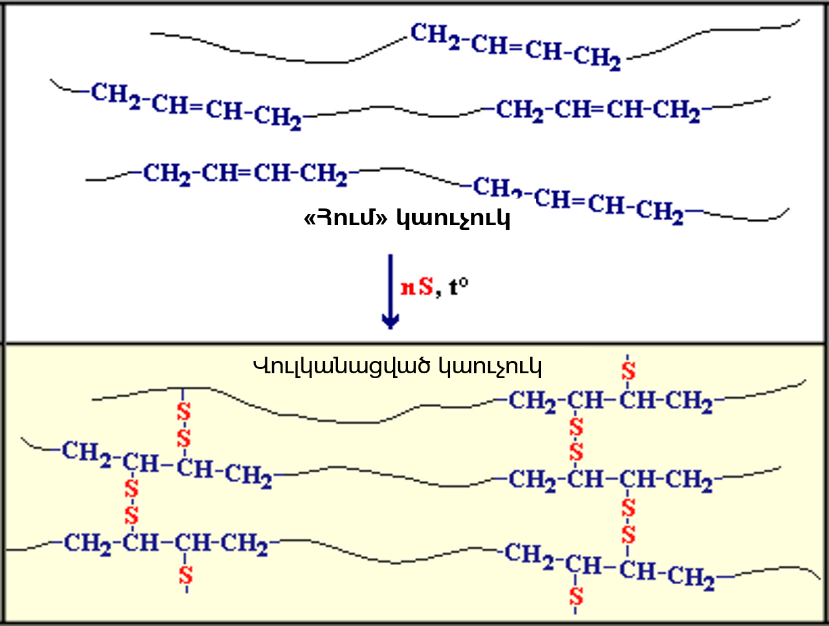 CH₂-CH=CH-CH₂
CH₂-CH=CH-CH₂ CH₂-CH=CH-CH₂
CH₂-CH=CH-CH₂ CH₂-CH=CH-CH₂
«Հում» կաուչուկ
nS, t°
Վուլկանացված կաուչուկ
S
CH₂-CH-CH-CH₂
S S
S S
CH₂-CH-CH-CH₂ CH₂-CH-CH-CH₂
S S
S S
CH₂-CH-CH-CH₂ CH₂-CH-CH-CH₂
S S